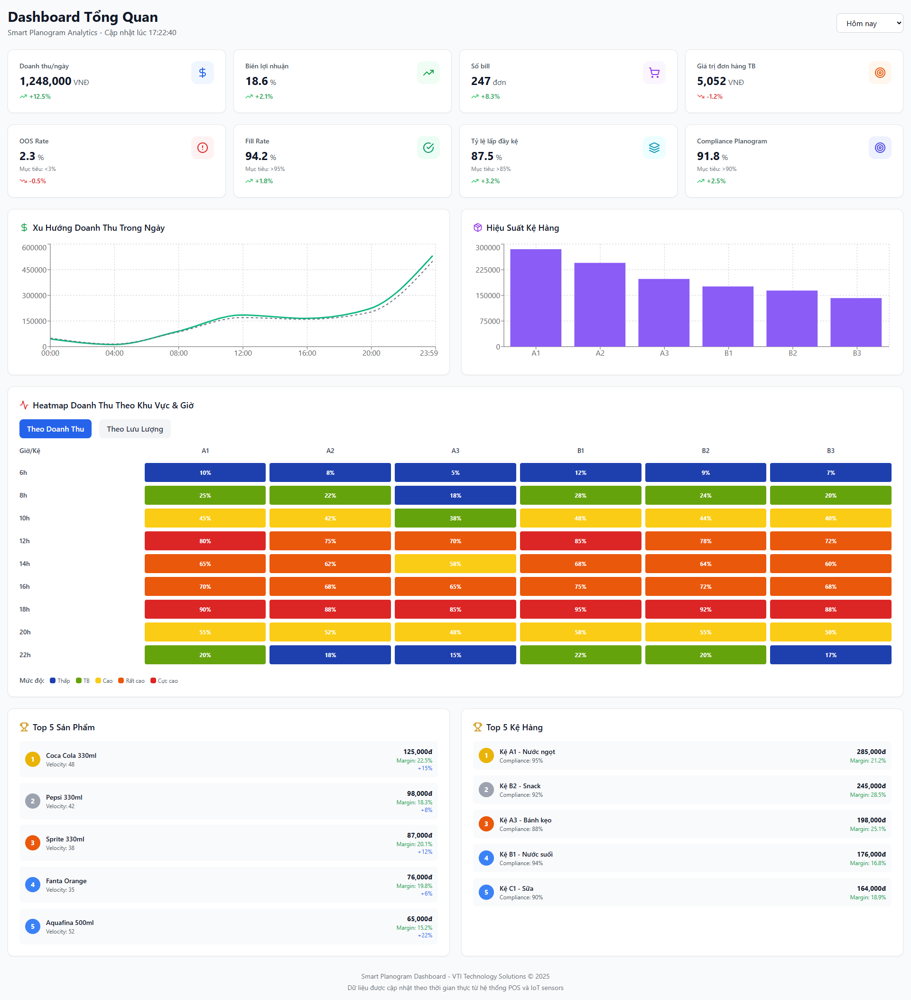 Dashboard Tổng Quan
Smart Planogram Analytics - Cập nhật lúc 17:22:40
Hôm nay
Doanh thu/ngày
1,248,000 VNĐ
+12.5%
Biên lợi nhuận
18.6 %
+2.1%
Số bill
247 đơn
+8.3%
Giá trị đơn hàng TB
5,052 VNĐ
-1.2%
OOS Rate
2.3 %
Mục tiêu: <3%
-0.5%
Fill Rate
94.2 %
Mục tiêu: >95%
+1.8%
Tỷ lệ lấp đầy kệ
87.5 %
Mục tiêu: >85%
+3.2%
Compliance Planogram
91.8 %
Mục tiêu: >90%
+2.5%
Xu Hướng Doanh Thu Trong Ngày
600000
450000
300000
150000
0
00:00 04:00 08:00 12:00 16:00 20:00 23:59
Hiệu Suất Kệ Hàng
300000
225000
150000
75000
0
A1 A2 A3 B1 B2 B3
Heatmap Doanh Thu Theo Khu Vực & Giờ
Theo Doanh Thu Theo Lưu Lượng
Giờ/Kệ A1 A2 A3 B1 B2 B3
6h 10% 8% 5% 12% 9% 7%
8h 25% 22% 18% 28% 24% 20%
10h 45% 42% 38% 48% 44% 40%
12h 80% 75% 70% 85% 78% 72%
14h 65% 62% 58% 68% 64% 60%
16h 70% 68% 65% 75% 72% 68%
18h 90% 88% 85% 95% 92% 88%
20h 55% 52% 48% 58% 55% 50%
22h 20% 18% 15% 22% 20% 17%
Mức độ: Thấp TB Cao Rất cao Cực cao
Top 5 Sản Phẩm
1 Coca Cola 330ml
Velocity: 48
125,000đ
Margin: 22.5%
+15%
2 Pepsi 330ml
Velocity: 42
98,000đ
Margin: 18.3%
+8%
3 Sprite 330ml
Velocity: 38
87,000đ
Margin: 20.1%
+12%
4 Fanta Orange
Velocity: 35
76,000đ
Margin: 19.8%
+6%
5 Aquafina 500ml
Velocity: 52
65,000đ
Margin: 15.2%
+22%
Top 5 Kệ Hàng
1 Kệ A1 - Nước ngọt
Compliance: 95%
285,000đ
Margin: 21.2%
2 Kệ B2 - Snack
Compliance: 92%
245,000đ
Margin: 28.5%
3 Kệ A3 - Bánh kẹo
Compliance: 88%
198,000đ
Margin: 25.1%
4 Kệ B1 - Nước suối
Compliance: 94%
176,000đ
Margin: 16.8%
5 Kệ C1 - Sữa
Compliance: 90%
164,000đ
Margin: 18.9%
Smart Planogram Dashboard - VTI Technology Solutions © 2025
Dữ liệu được cập nhật theo thời gian thực từ hệ thống POS và IoT sensors